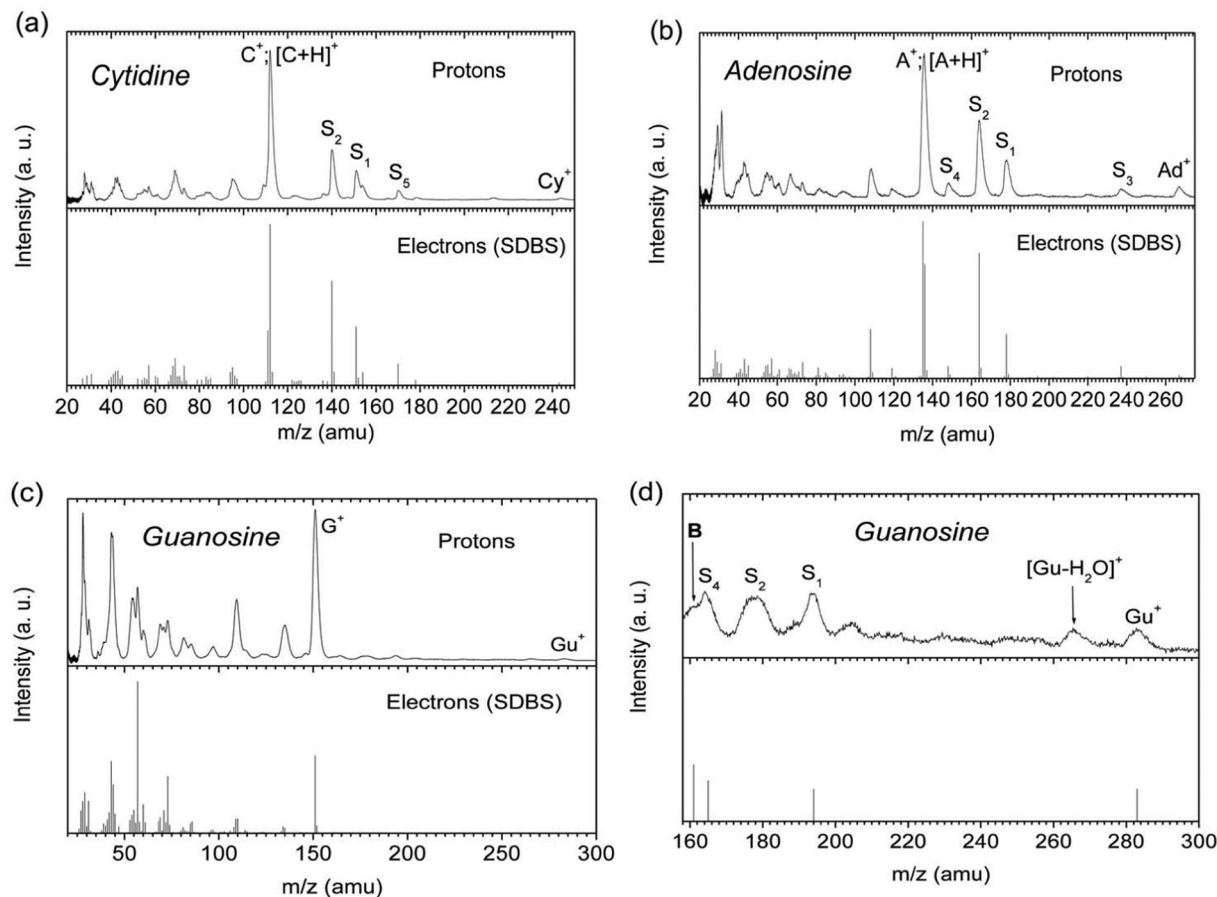 (a)
Cytidine
C⁺; [C+H]⁺
Protons
S₂
S₁
S₅
Cy⁺
Intensity (a. u.)
Electrons (SDBS)
20 40 60 80 100 120 140 160 180 200 220 240
m/z (amu)
(b)
Adenosine
A⁺; [A+H]⁺
Protons
S₂
S₄
S₁
S₃
Ad⁺
Intensity (a. u.)
Electrons (SDBS)
20 40 60 80 100 120 140 160 180 200 220 240 260
m/z (amu)
(c)
Guanosine
G⁺
Protons
Gu⁺
Intensity (a. u.)
Electrons (SDBS)
50 100 150 200 250 300
m/z (amu)
(d)
Guanosine
B
S₄
S₂
S₁
[Gu-H₂O]⁺
Gu⁺
Intensity (a. u.)
160 180 200 220 240 260 280 300
m/z (amu)